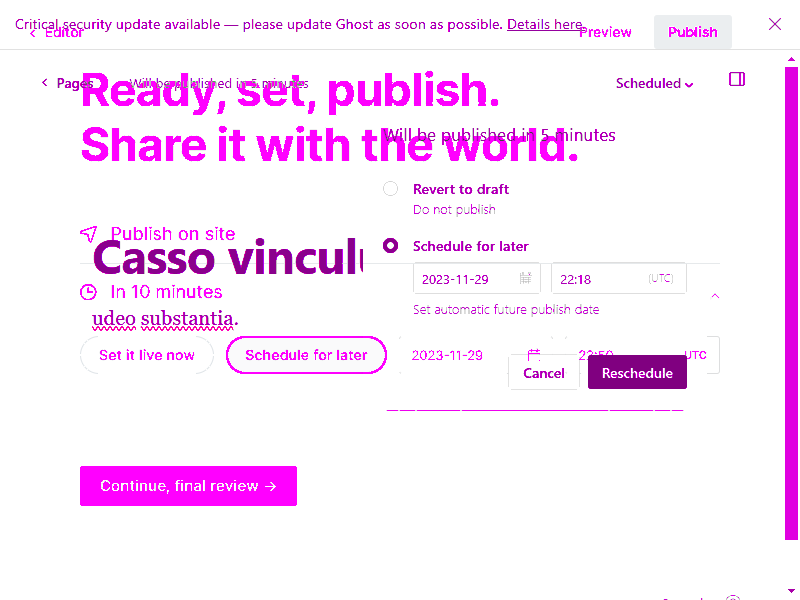 Critical security update available — please update Ghost as soon as possible. Details here.
Editor
Preview
Publish
Pages
Will be published in 5 minutes
Scheduled
Ready, set, publish.
Share it with the world.
Will be published in 5 minutes
Revert to draft
Do not publish
Publish on site
Schedule for later
Casso
2023-11-29
22:18
(UTC)
In 10 minutes
Set automatic future publish date
udeo substantia.
Set it live now
Schedule for later
2023-11-29
22:50
UTC
Cancel
Reschedule
Continue, final review →